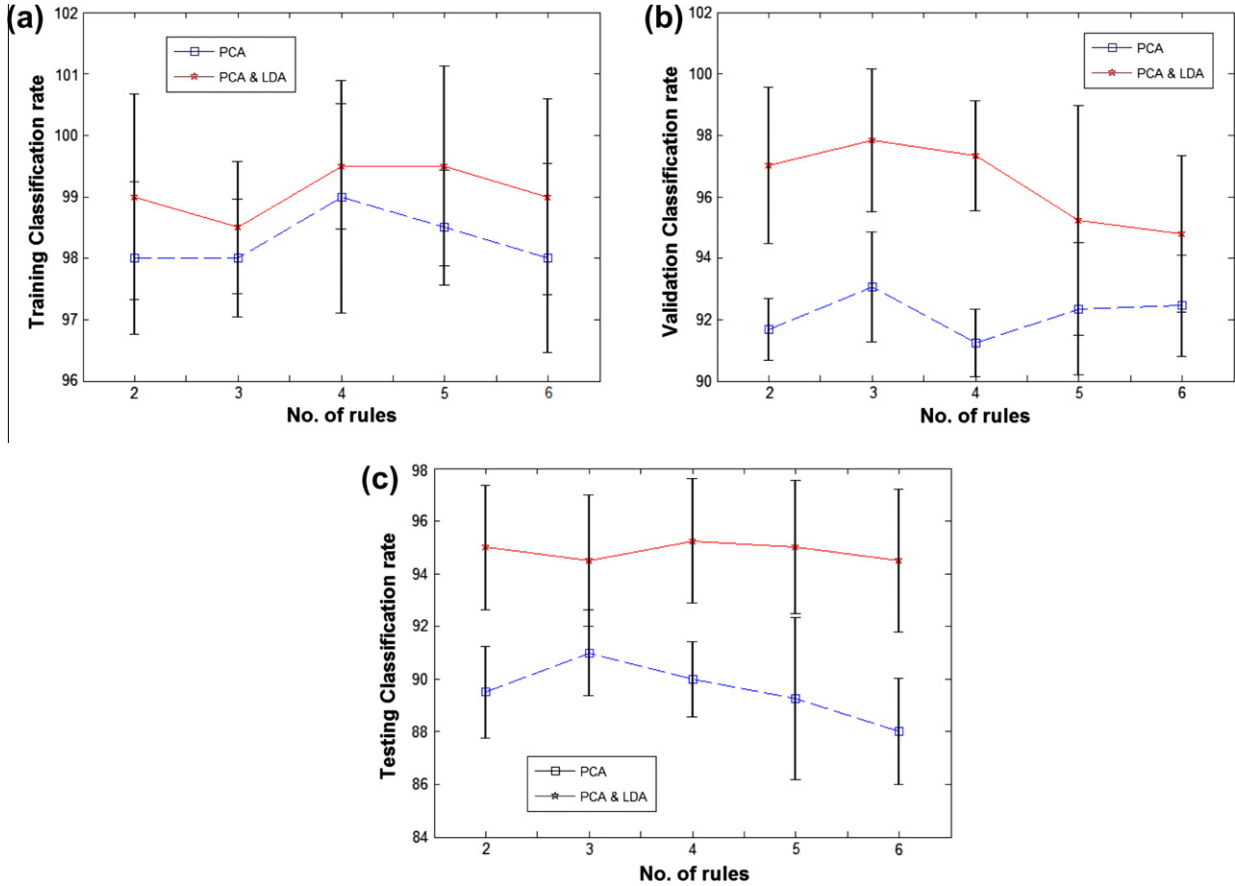 (a)
102
101
100
99
98
97
96
Training Classification rate
PCA
PCA & LDA
2 3 4 5 6
No. of rules
(b)
102
100
98
96
94
92
90
Validation Classification rate
PCA
PCA & LDA
2 3 4 5 6
No. of rules
(c)
98
96
94
92
90
88
86
84
Testing Classification rate
PCA
PCA & LDA
2 3 4 5 6
No. of rules